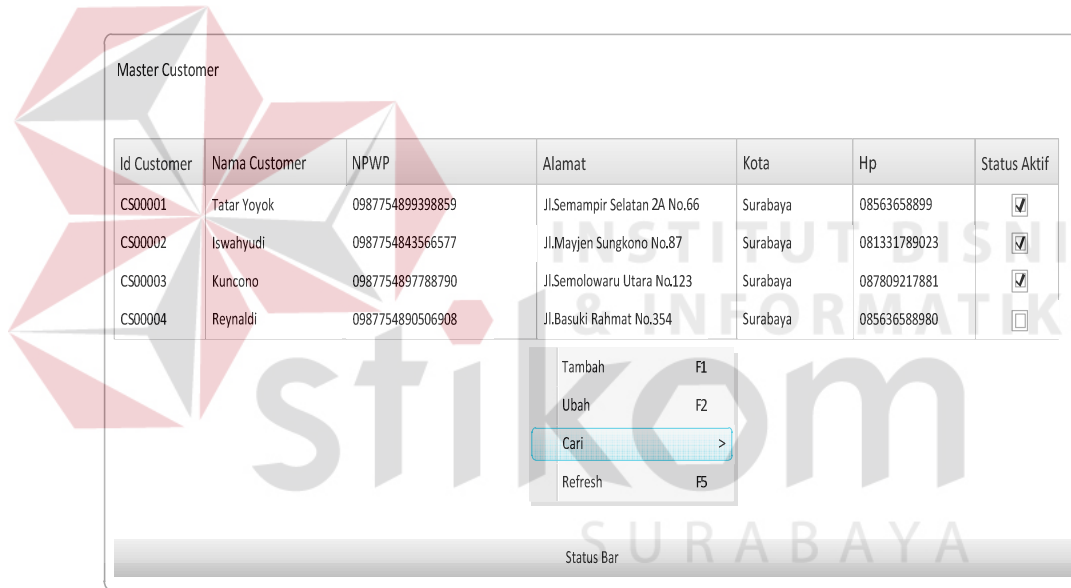 Master Customer
Id Customer Nama Customer NPWP Alamat Kota Hp Status Aktif
CS00001 Tatar Yoyok 0987754899398859 Jl.Semampir Selatan 2A No.66 Surabaya 08563658899
CS00002 Iswahyudi 0987754843566577 Jl.Mayjen Sungkono No.87 Surabaya 081331789023
CS00003 Kuncono 0987754897788790 Jl.Semolowaru Utara No.123 Surabaya 087809217881
CS00004 Reynaldi 0987754890506908 Jl.Basuki Rahmat No.354 Surabaya 085636588980
Tambah F1
Ubah F2
Cari >
Refresh F5
Status Bar
INSTITUT BISNI
& INFORMATIK
stikom
SURABAYA